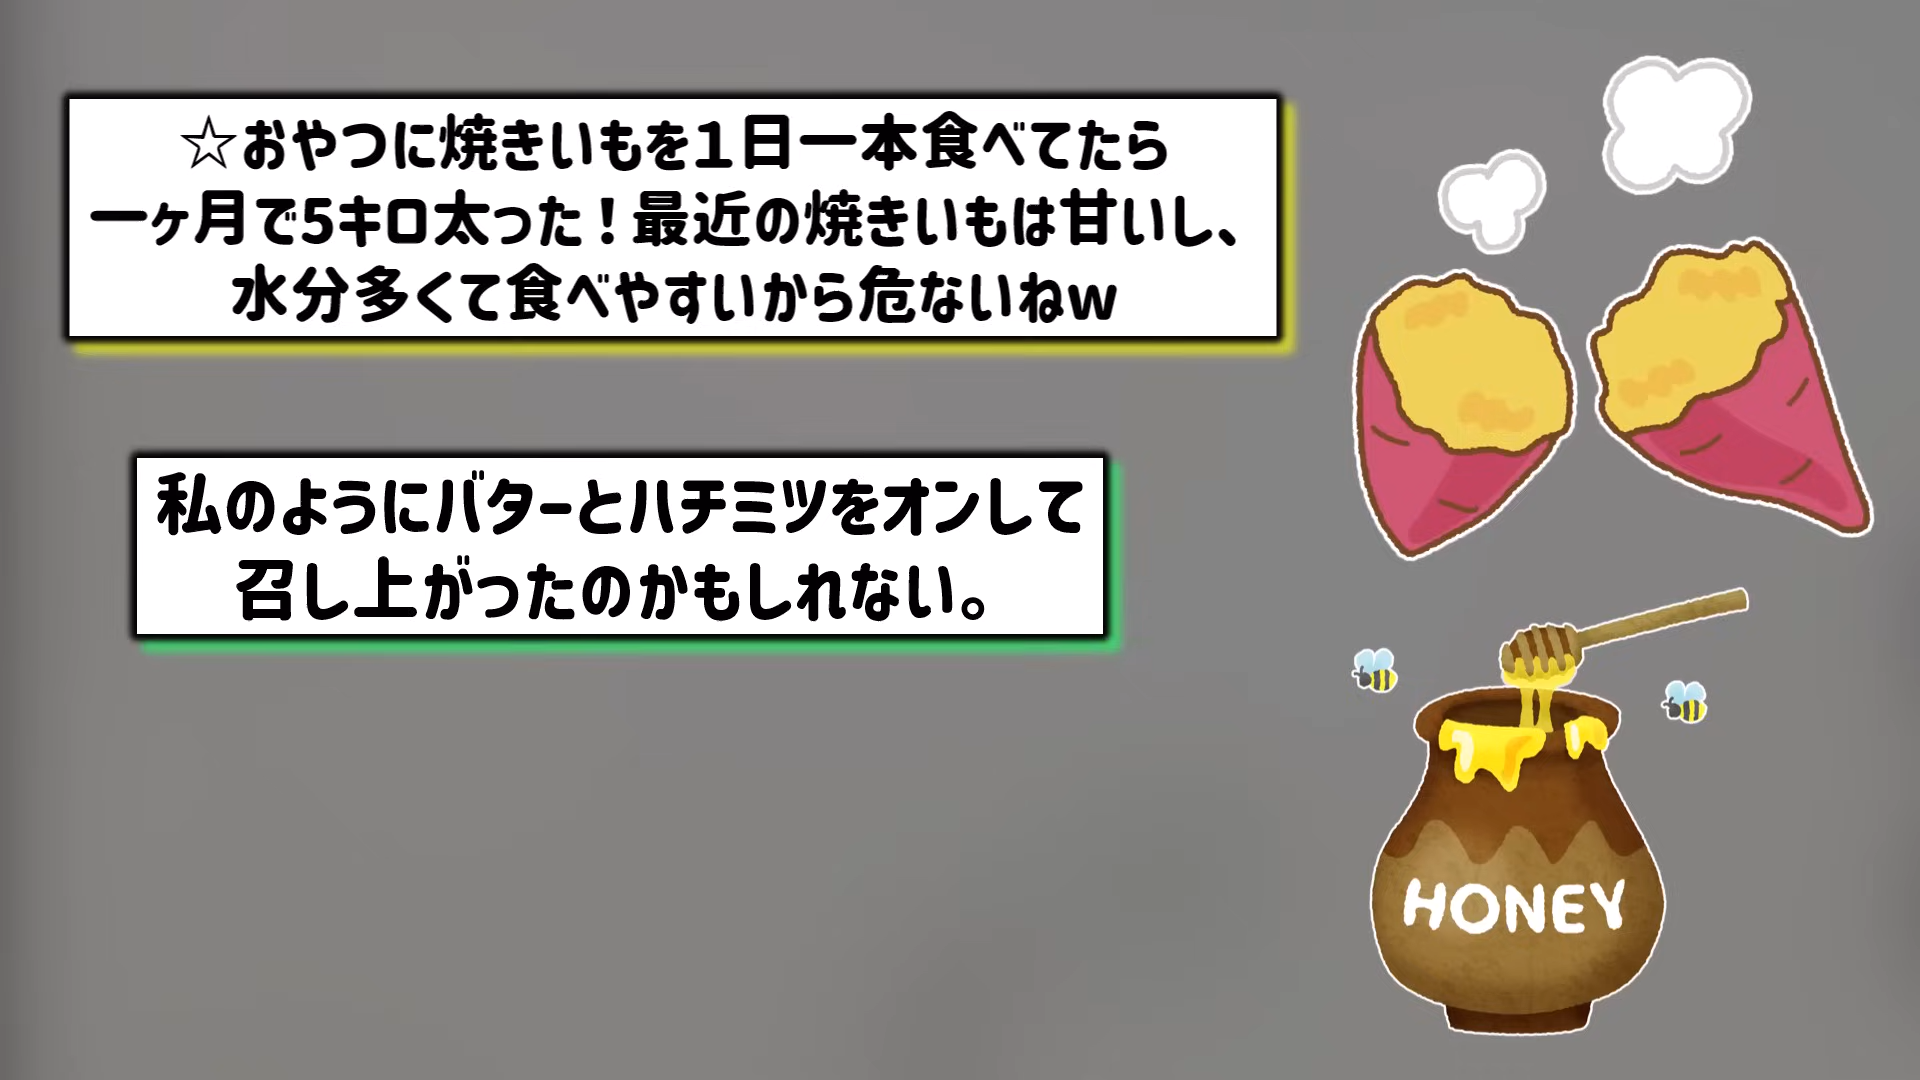 ☆おやつに焼きいもを1日一本食べてたら
一ヶ月で5キロ太った！最近の焼きいもは甘いし、
水分多くて食べやすいから危ないねw
私のようにバターとハチミツをオンして
召し上がったのかもしれない。
HONEY